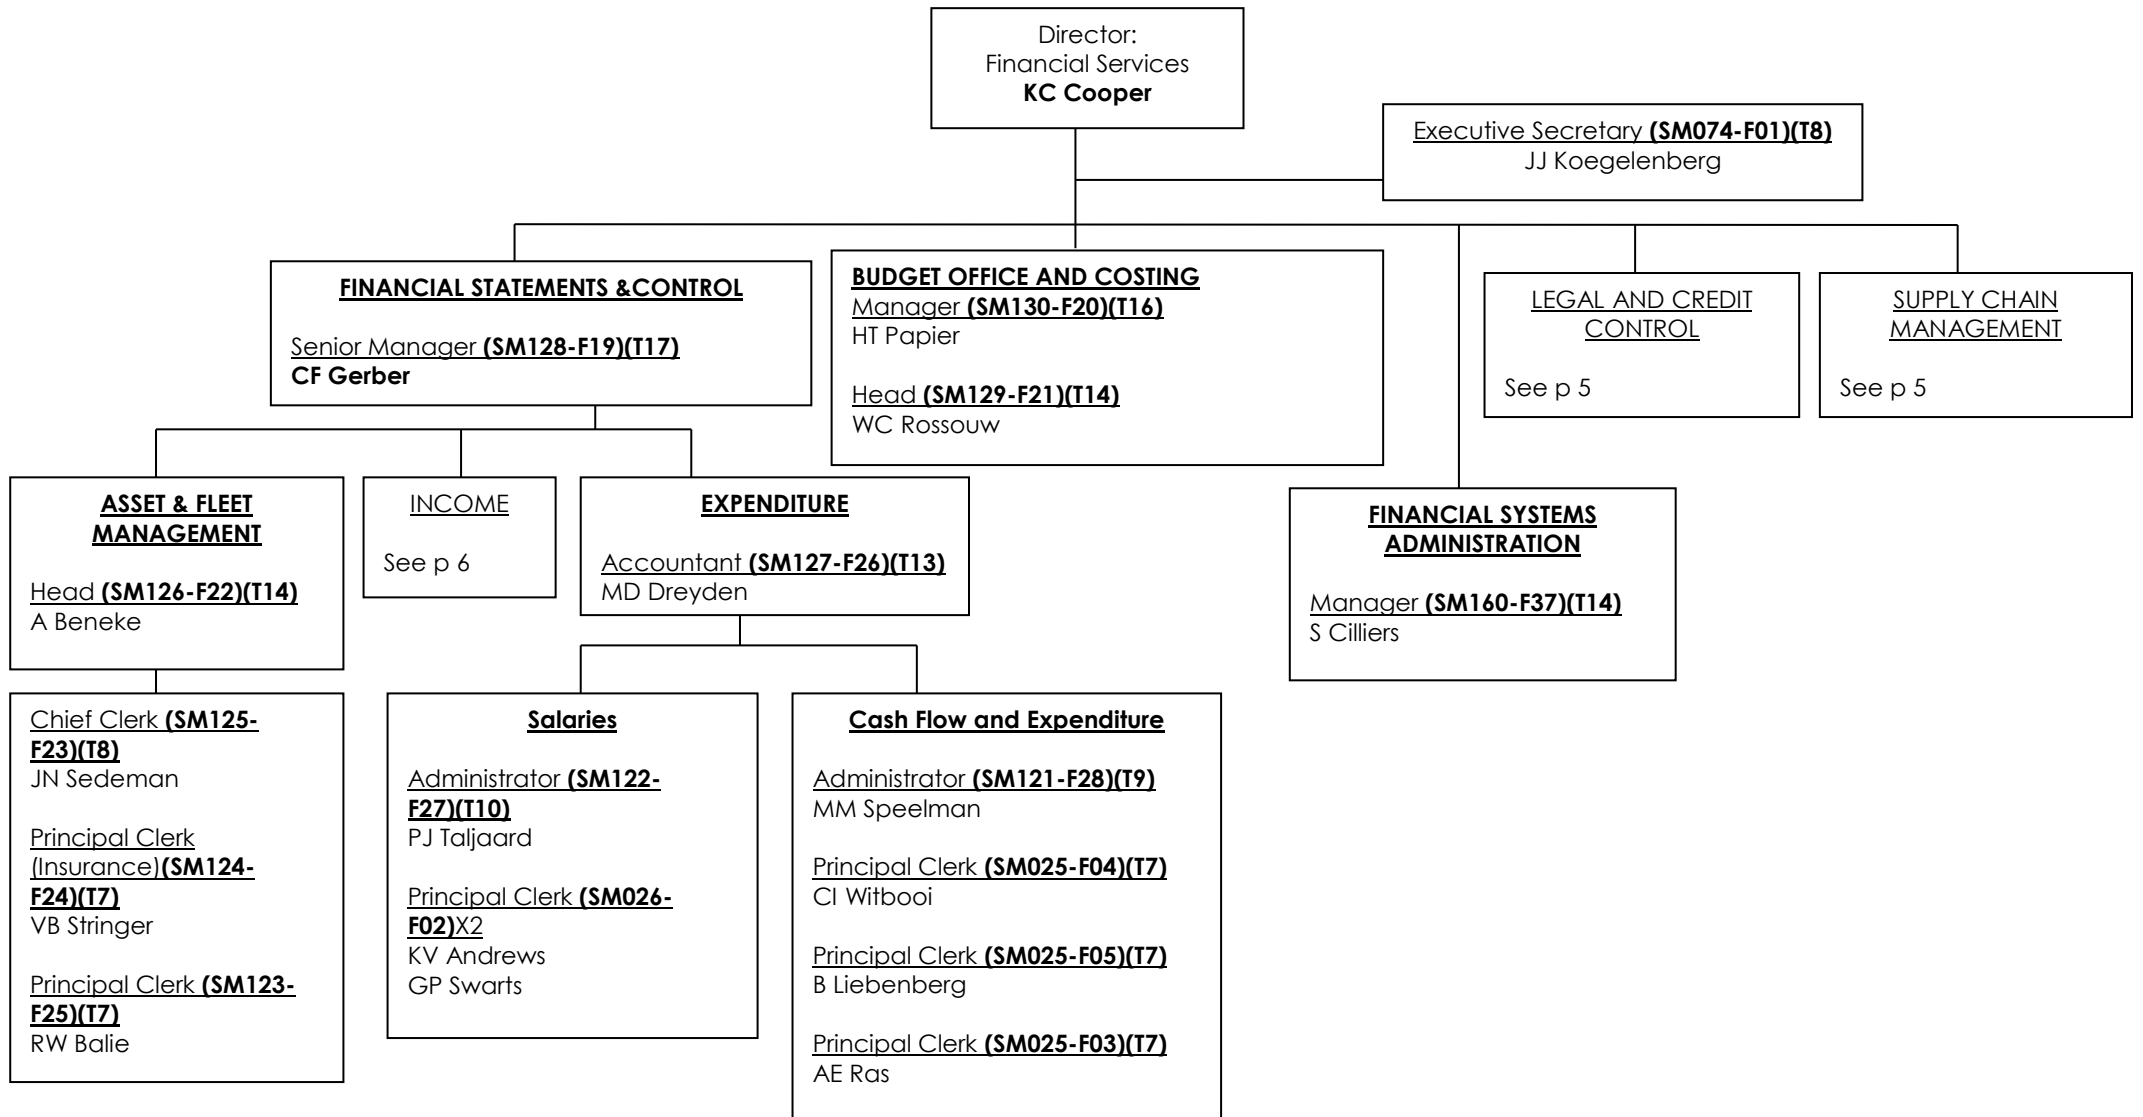 Director:
Financial Services
KC Cooper
Executive Secretary (SM074-F01)(T8)
JJ Koegelenberg
FINANCIAL STATEMENTS &CONTROL
Senior Manager (SM128-F19)(T17)
CF Gerber
BUDGET OFFICE AND COSTING
Manager (SM130-F20)(T16)
HT Papier
Head (SM129-F21)(T14)
WC Rossouw
LEGAL AND CREDIT
CONTROL
See p 5
SUPPLY CHAIN
MANAGEMENT
See p 5
ASSET & FLEET
MANAGEMENT
Head (SM126-F22)(T14)
A Beneke
INCOME
See p 6
EXPENDITURE
Accountant (SM127-F26)(T13)
MD Dreyden
FINANCIAL SYSTEMS
ADMINISTRATION
Manager (SM160-F37)(T14)
S Cilliers
Chief Clerk (SM125-
F23)(T8)
JN Sedeman
Principal Clerk
(Insurance)(SM124-
F24)(T7)
VB Stringer
Principal Clerk (SM123-
F25)(T7)
RW Balie
Salaries
Administrator (SM122-
F27)(T10)
PJ Taljaard
Principal Clerk (SM026-
F02)X2
KV Andrews
GP Swarts
Cash Flow and Expenditure
Administrator (SM121-F28)(T9)
MM Speelman
Principal Clerk (SM025-F04)(T7)
CI Witbooi
Principal Clerk (SM025-F05)(T7)
B Liebenberg
Principal Clerk (SM025-F03)(T7)
AE Ras